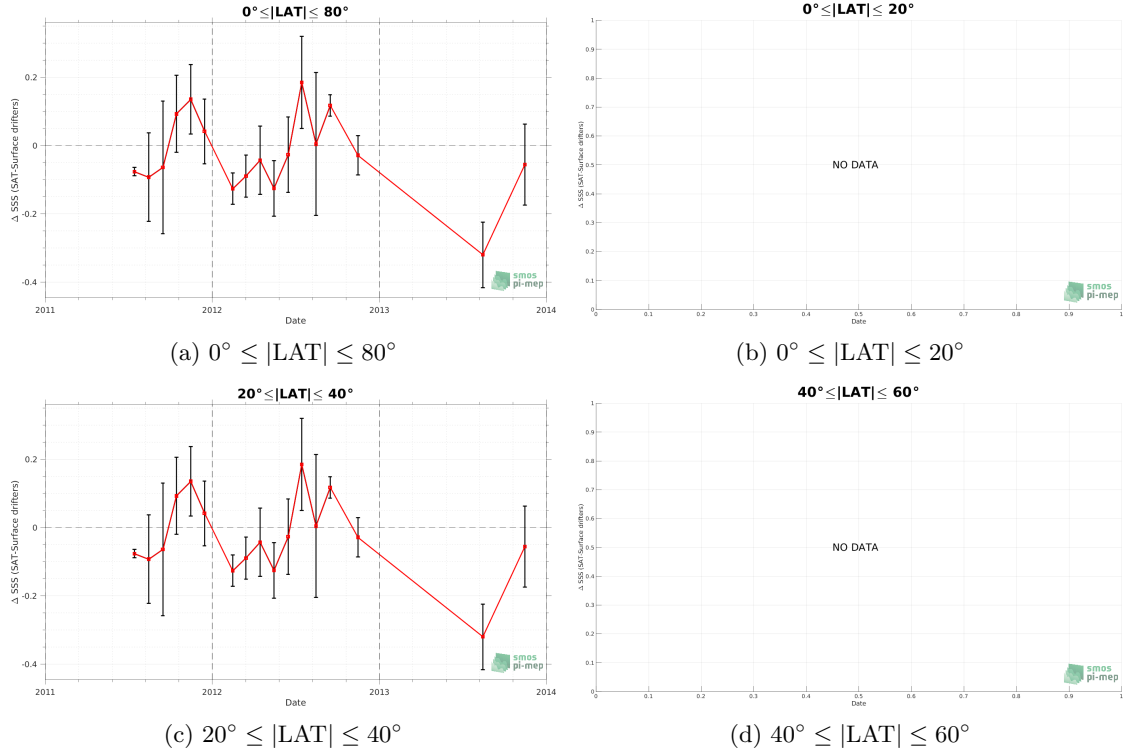 0°≤|LAT|≤ 80°
Δ SSS (SAT-Surface drifters)
0.2
0
-0.2
-0.4
2011
2012
2013
2014
Date
smos
pi-mep
(a) 0° ≤ |LAT| ≤ 80°
0°≤|LAT|≤ 20°
Δ SSS (SAT-Surface drifters)
1
0.9
0.8
0.7
0.6
0.5
0.4
0.3
0.2
0.1
0
NO DATA
0
0.1
0.2
0.3
0.4
0.5
0.6
0.7
0.8
0.9
1
Date
smos
pi-mep
(b) 0° ≤ |LAT| ≤ 20°
20°≤|LAT|≤ 40°
Δ SSS (SAT-Surface drifters)
0.2
0
-0.2
-0.4
2011
2012
2013
2014
Date
smos
pi-mep
(c) 20° ≤ |LAT| ≤ 40°
40°≤|LAT|≤ 60°
Δ SSS (SAT-Surface drifters)
1
0.9
0.8
0.7
0.6
0.5
0.4
0.3
0.2
0.1
0
NO DATA
0
0.1
0.2
0.3
0.4
0.5
0.6
0.7
0.8
0.9
1
Date
smos
pi-mep
(d) 40° ≤ |LAT| ≤ 60°